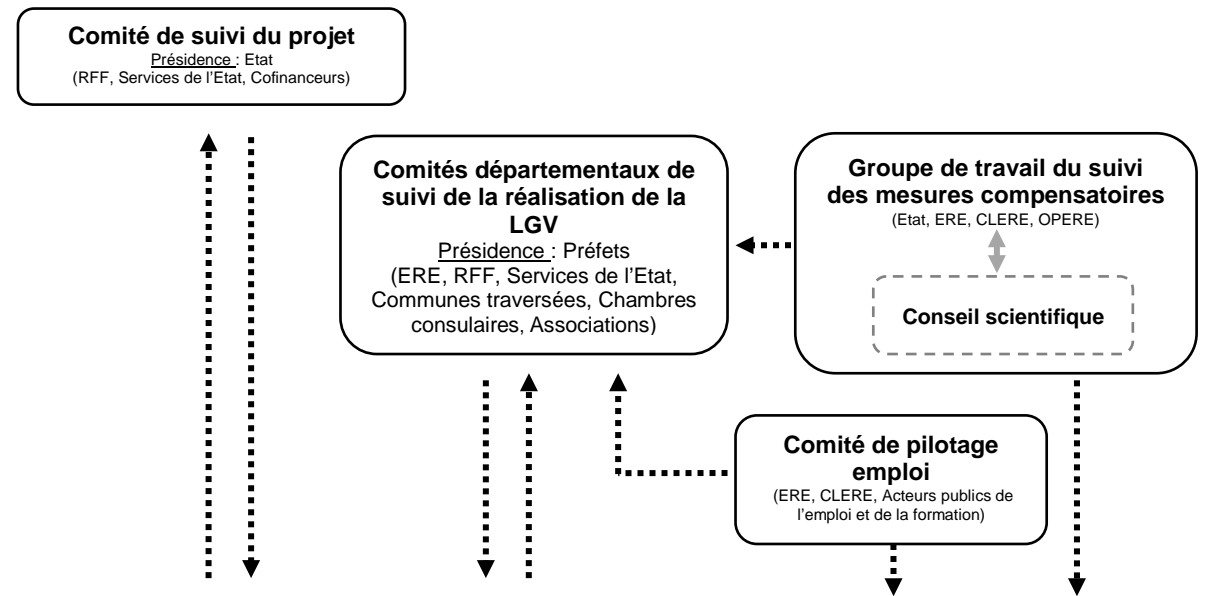 Comité de suivi du projet
Présidence : Etat
(RFF, Services de l'Etat, Cofinanceurs)
Comités départementaux de
suivi de la réalisation de la
LGV
Présidence : Préfets
(ERE, RFF, Services de l'Etat,
Communes traversées, Chambres
consulaires, Associations)
Groupe de travail du suivi
des mesures compensatoires
(Etat, ERE, CLERE, OPERE)
Conseil scientifique
Comité de pilotage
emploi
(ERE, CLERE, Acteurs publics de
l'emploi et de la formation)